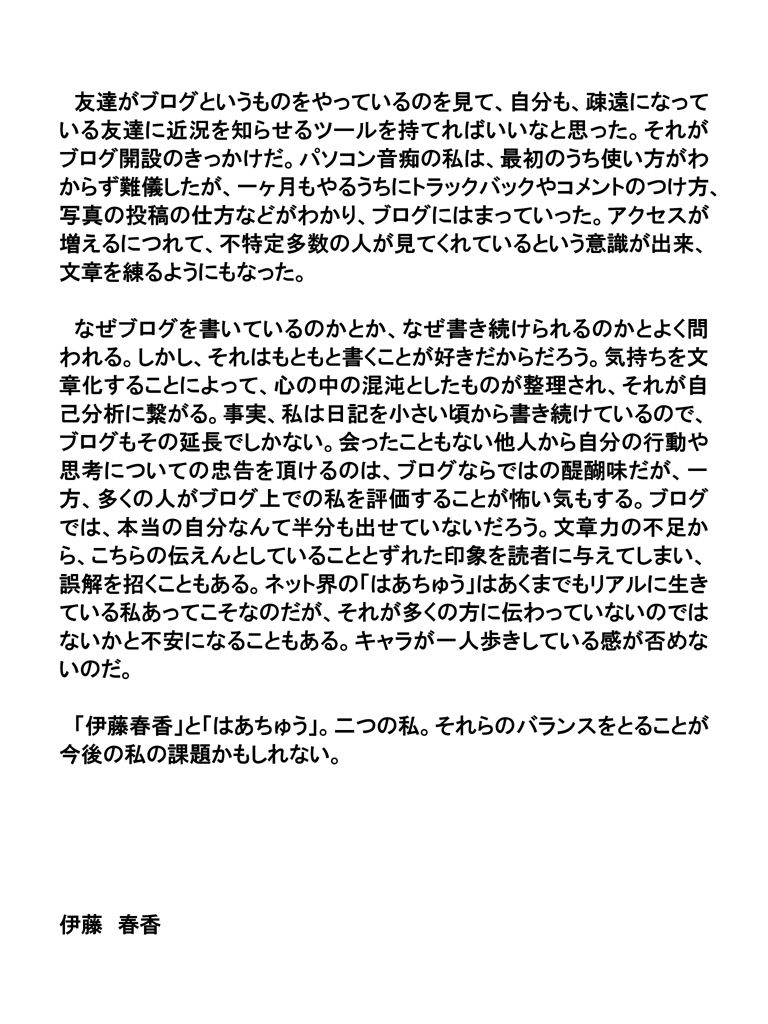 友達がブログというものをやっているのを見て、自分も、疎遠になって
いる友達に近況を知らせるツールを持てればいいなと思った。それが
ブログ開設のきっかけだ。パソコン音痴の私は、最初のうち使い方がわ
からず難儀したが、一ヶ月もやるうちにトラックバックやコメントのつけ方、
写真の投稿の仕方などがわかり、ブログにはまっていった。アクセスが
増えるにつれて、不特定多数の人が見てくれているという意識が出来、
文章を練るようにもなった。
　なぜブログを書いているのかとか、なぜ書き続けられるのかとよく問
われる。しかし、それはもともと書くことが好きだからだろう。気持ちを文
章化することによって、心の中の混沌としたものが整理され、それが自
己分析に繋がる。事実、私は日記を小さい頃から書き続けているので、
ブログもその延長でしかない。会ったこともない他人から自分の行動や
思考についての忠告を頂けるのは、ブログならではの醍醐味だが、一
方、多くの人がブログ上での私を評価することが怖い気もする。ブログ
では、本当の自分なんて半分も出せていないだろう。文章力の不足か
ら、こちらの伝えんとしていることとずれた印象を読者に与えてしまい、
誤解を招くこともある。ネット界の「はあちゅう」はあくまでもリアルに生き
ている私あってこそなのだが、それが多くの方に伝わっていないのでは
ないかと不安になることもある。キャラが一人歩きしている感が否めな
いのだ。
　「伊藤春香」と「はあちゅう」。二つの私。それらのバランスをとることが
今後の私の課題かもしれない。
伊藤　春香